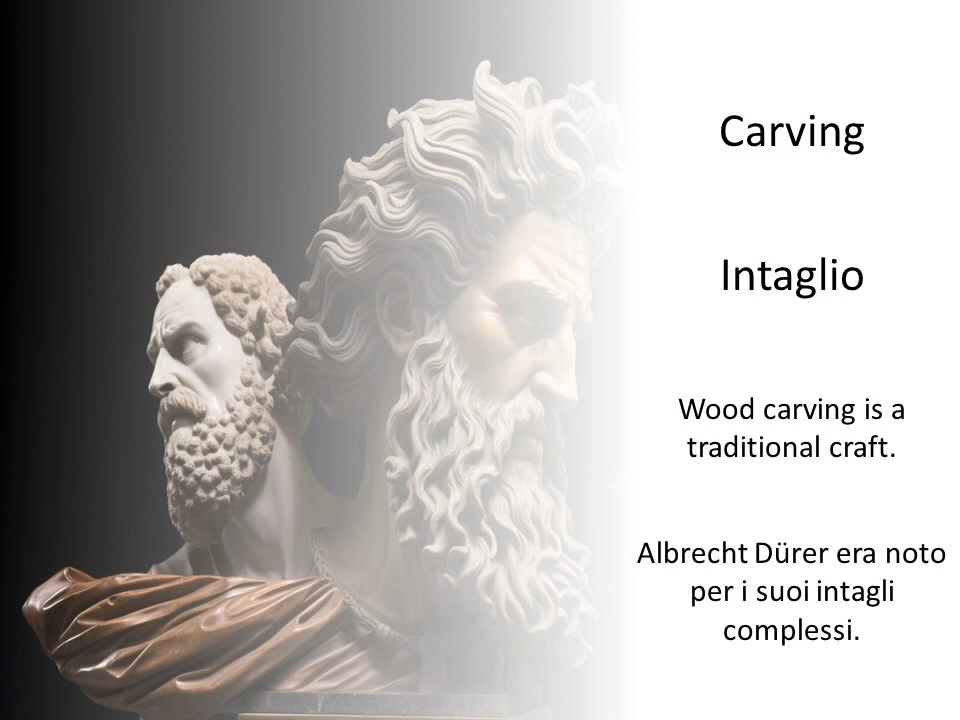 Carving
Intaglio
Wood carving is a
traditional craft.
Albrecht Dürer era noto
per i suoi intagli
complessi.